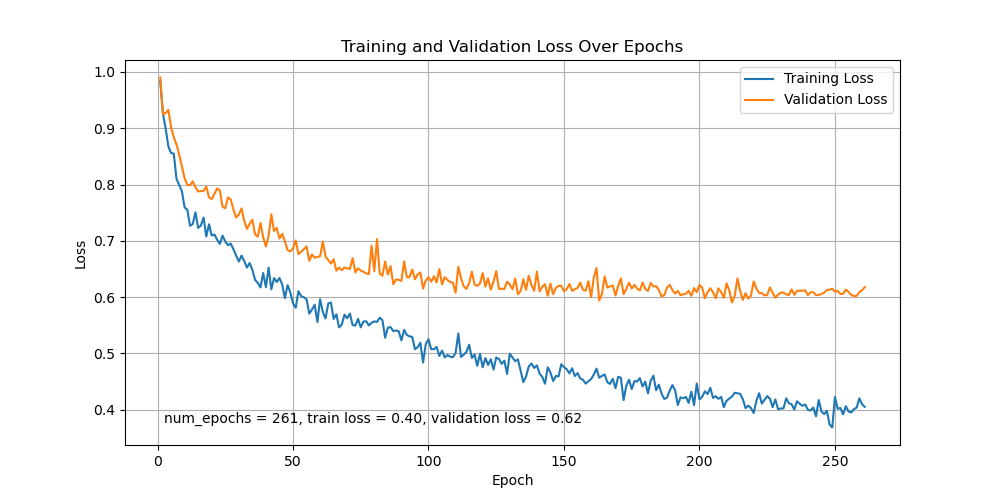 Training and Validation Loss Over Epochs
Training Loss
Validation Loss
1.0
0.9
0.8
0.7
0.6
0.5
0.4
Loss
num_epochs = 261, train loss = 0.40, validation loss = 0.62
0
50
100
150
200
250
Epoch